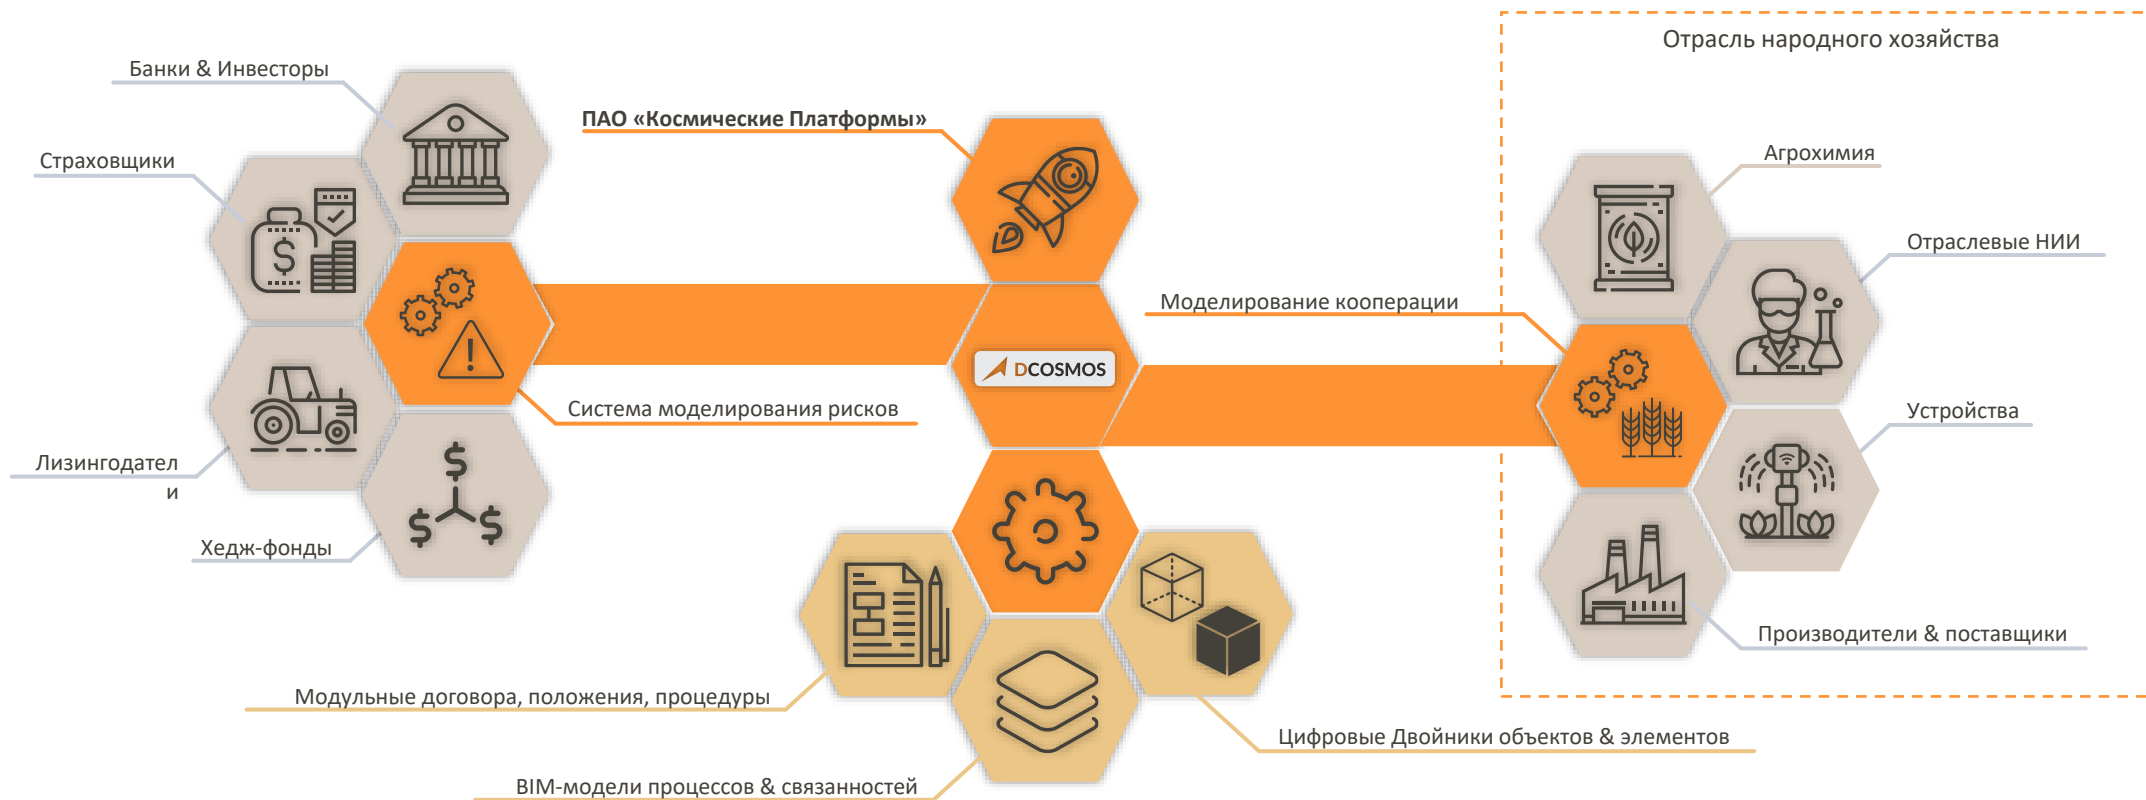 Отрасль народного хозяйства
Банки & Инвесторы
ПАО «Космические Платформы»
Страховщики
Агрохимия
Отраслевые НИИ
Моделирование кооперации
DCOSMOS
Система моделирования рисков
Устройства
Лизингодател
и
Хедж-фонды
Производители & поставщики
Модульные договора, положения, процедуры
Цифровые Двойники объектов & элементов
BIM-модели процессов & связанностей